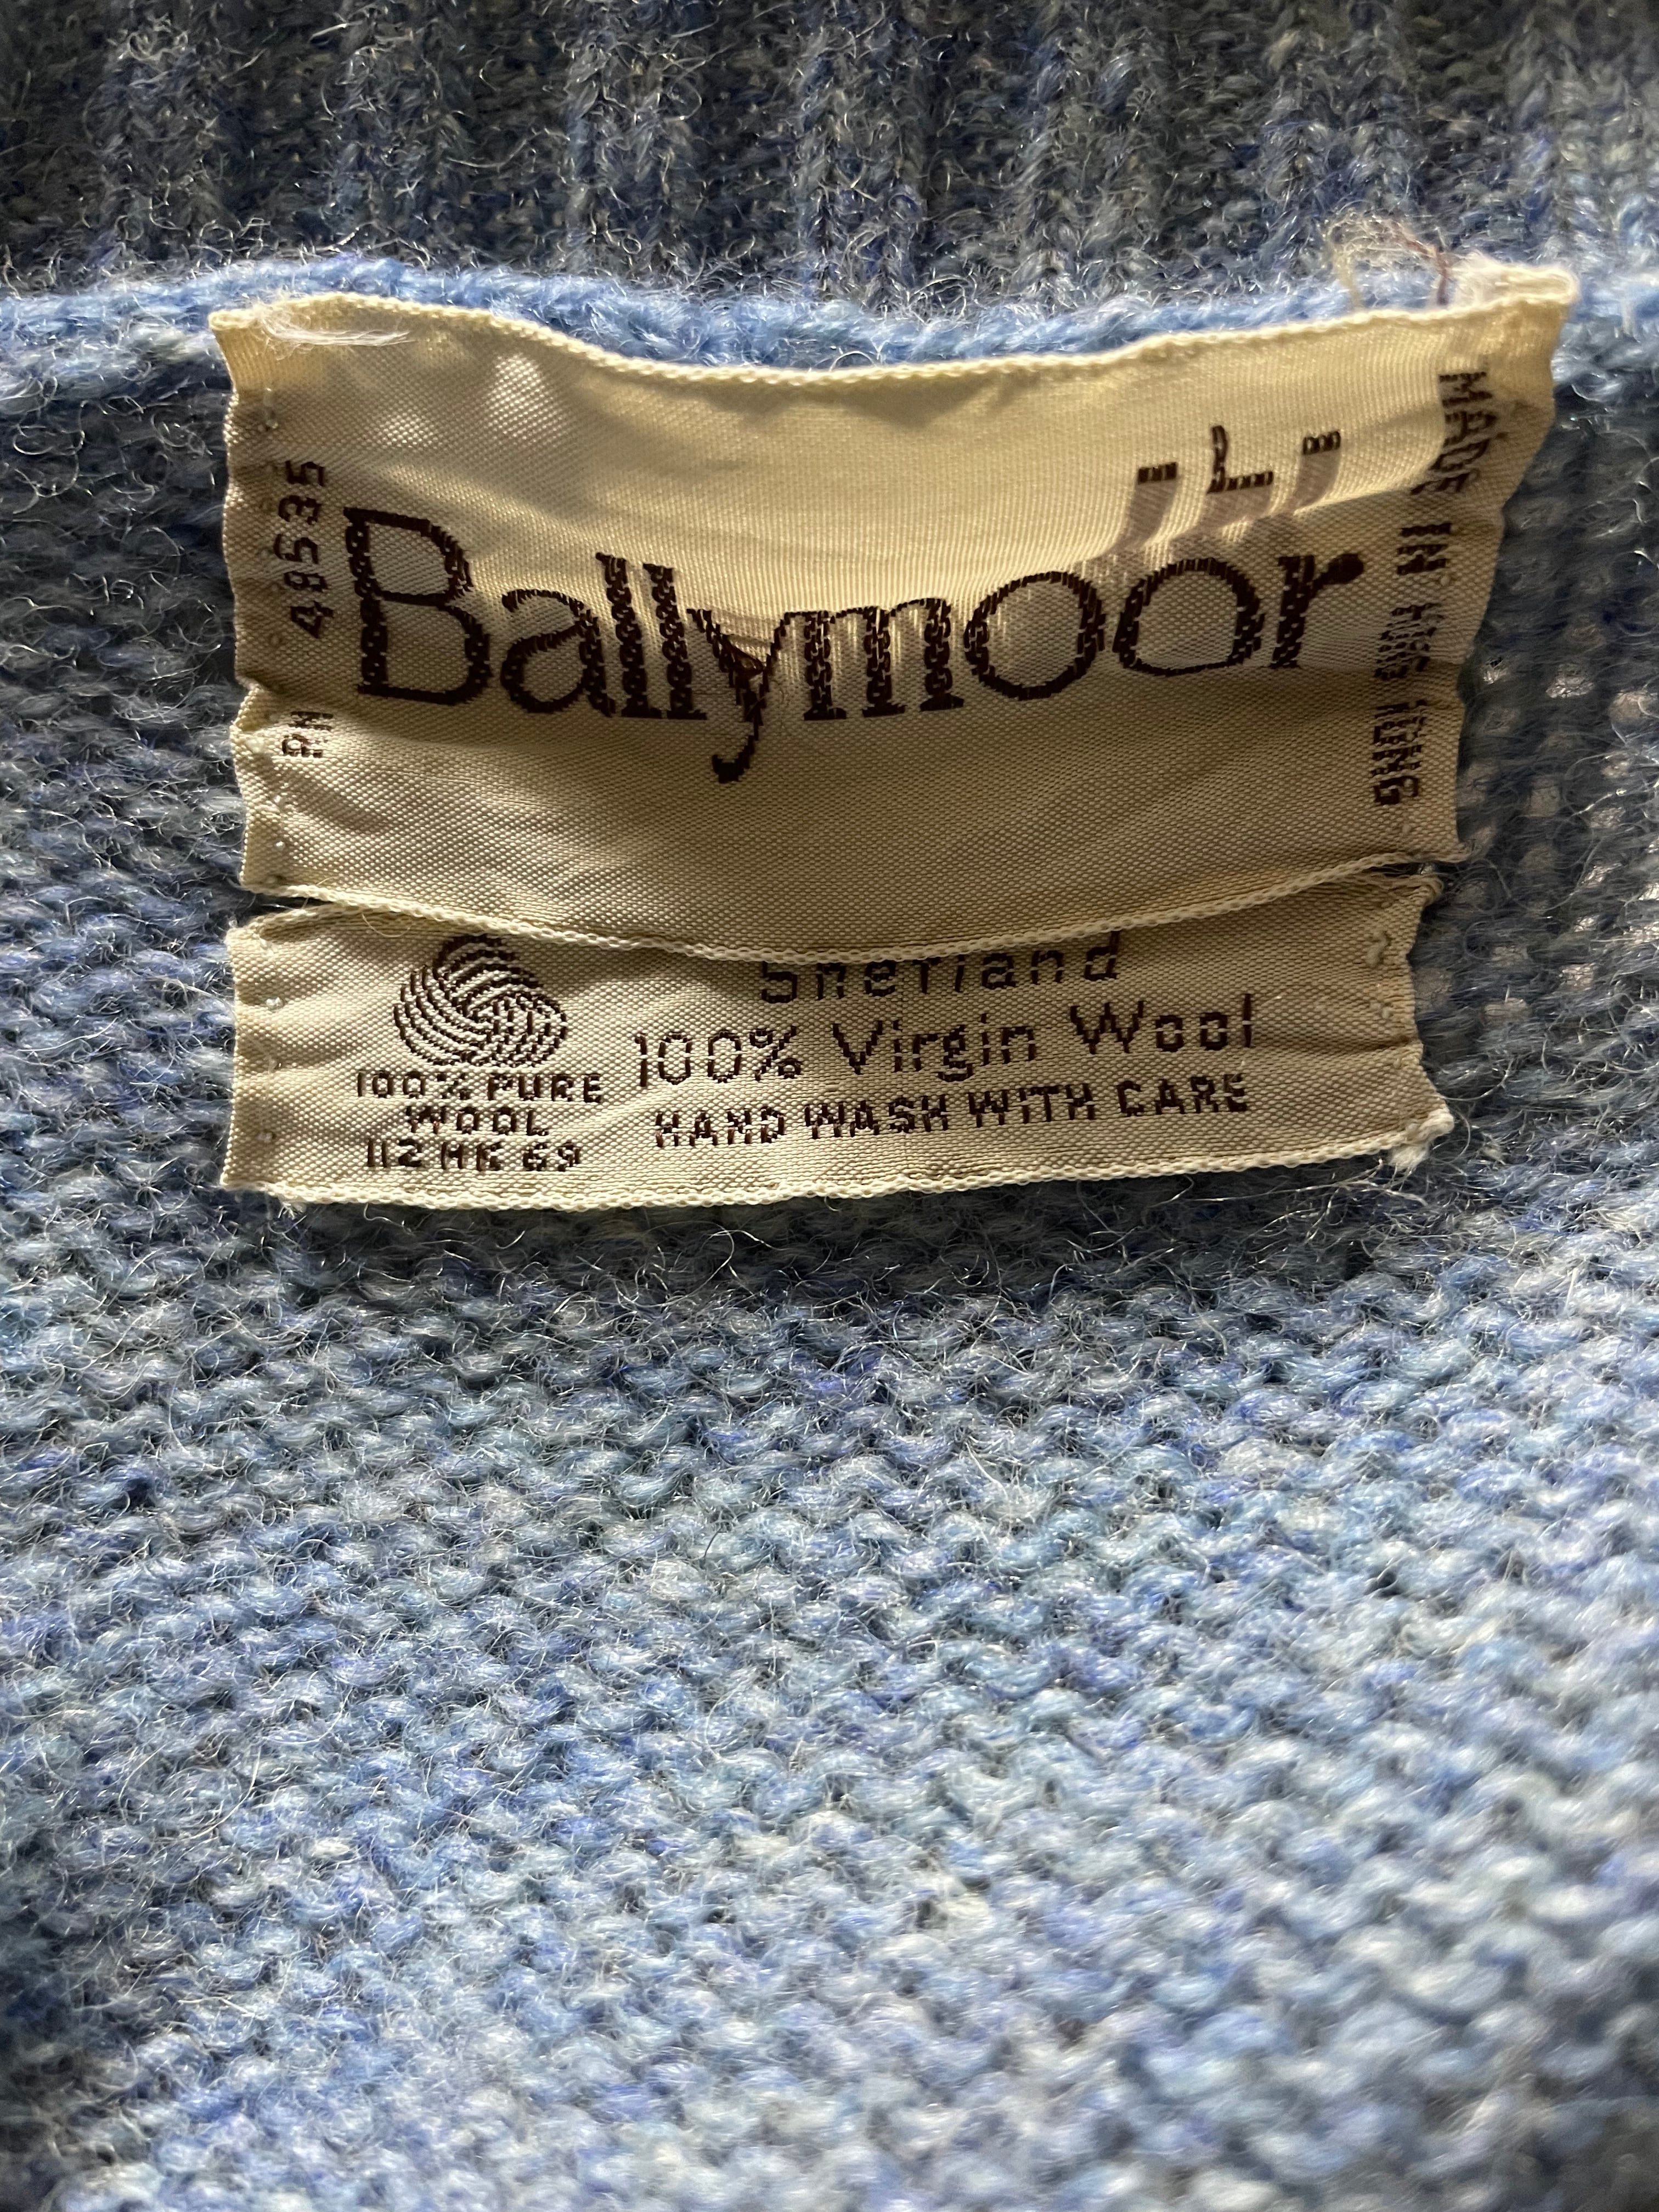 Ballymoor
RN 48635
MADE IN HONG KONG
Shetland
100% Virgin Wool
HAND WASH WITH CARE
100% PURE
WOOL
112 HK 69